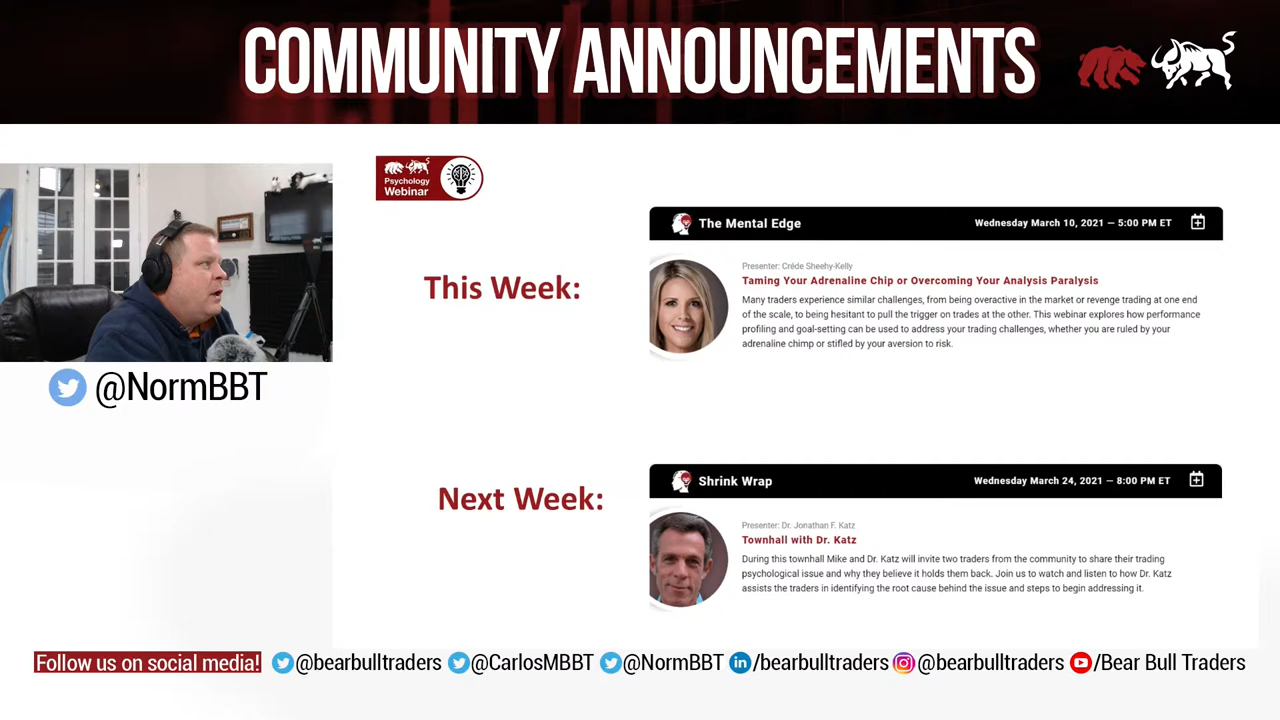 COMMUNITY ANNOUNCEMENTS
Psychology
Webinar
The Mental Edge
Wednesday March 10, 2021 — 5:00 PM ET
This Week:
Presenter: Créde Sheehy-Kelly
Taming Your Adrenaline Chip or Overcoming Your Analysis Paralysis
Many traders experience similar challenges, from being overactive in the market or revenge trading at one end
of the scale, to being hesitant to pull the trigger on trades at the other. This webinar explores how performance
profiling and goal-setting can be used to address your trading challenges, whether you are ruled by your
adrenaline chimp or stifled by your aversion to risk.
@NormBBT
Shrink Wrap
Wednesday March 24, 2021 — 8:00 PM ET
Next Week:
Presenter: Dr. Jonathan F. Katz
Townhall with Dr. Katz
During this townhall Mike and Dr. Katz will invite two traders from the community to share their trading
psychological issue and why they believe it holds them back. Join us to watch and listen to how Dr. Katz
assists the traders in identifying the root cause behind the issue and steps to begin addressing it.
Follow us on social media! @bearbulltraders @CarlosMBBT @NormBBT /bearbulltraders @bearbulltraders /Bear Bull Traders